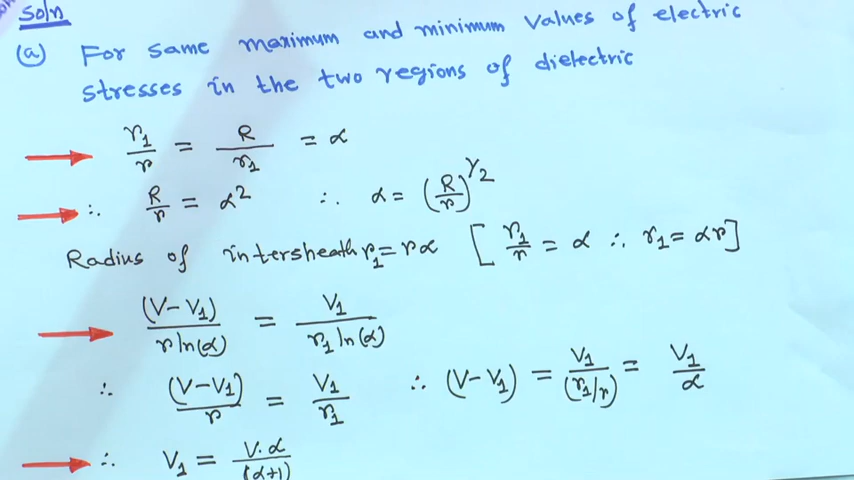 Soln
(a) For same maximum and minimum values of electric
stresses in the two regions of dielectric
r₁/r = R/r₁ = α
∴ R/r = α² ∴ α = (R/r)^(1/2)
Radius of intersheath r₁ = rα [r₁/r = α ∴ r₁ = αr]
(V-V₁)/(r ln(α)) = V₁/(r₁ ln(α))
∴ (V-V₁)/r = V₁/r₁ ∴ (V-V₁) = V₁/(r₁/r) = V₁/α
∴ V₁ = V.α/(α+1)